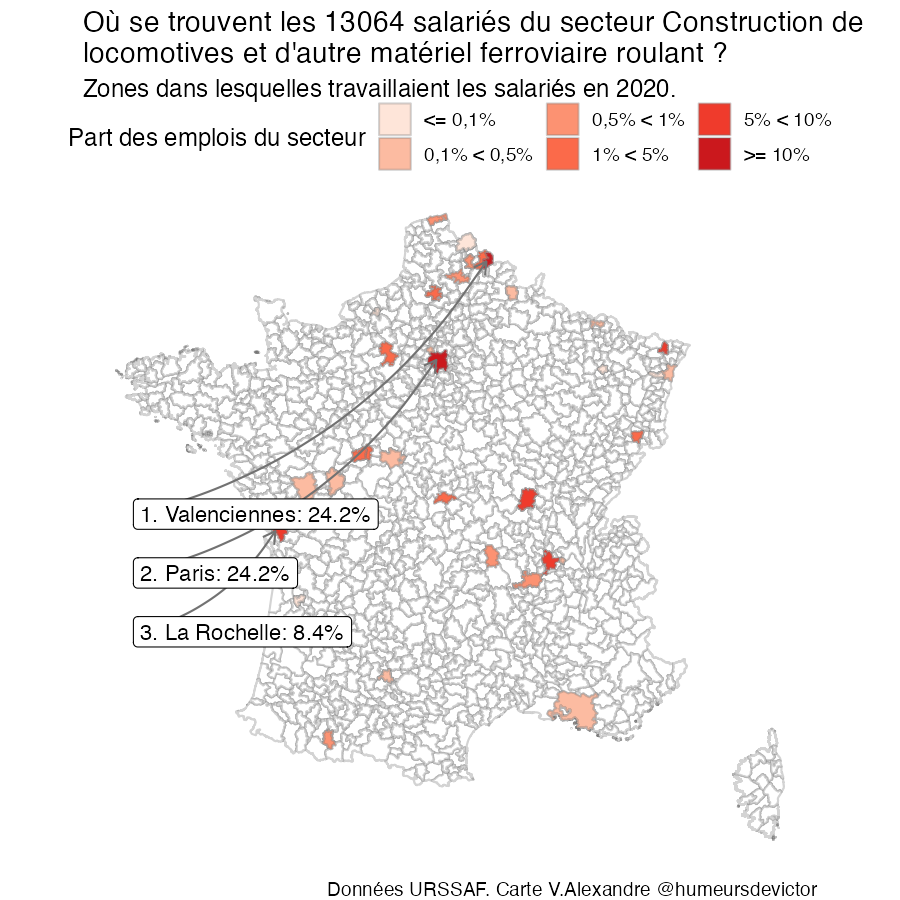 Où se trouvent les 13064 salariés du secteur Construction de
locomotives et d'autre matériel ferroviaire roulant ?
Zones dans lesquelles travaillaient les salariés en 2020.
Part des emplois du secteur
<= 0,1%
0,5% < 1%
5% < 10%
0,1% < 0,5%
1% < 5%
>= 10%
1. Valenciennes: 24.2%
2. Paris: 24.2%
3. La Rochelle: 8.4%
Données URSSAF. Carte V.Alexandre @humeursdevictor